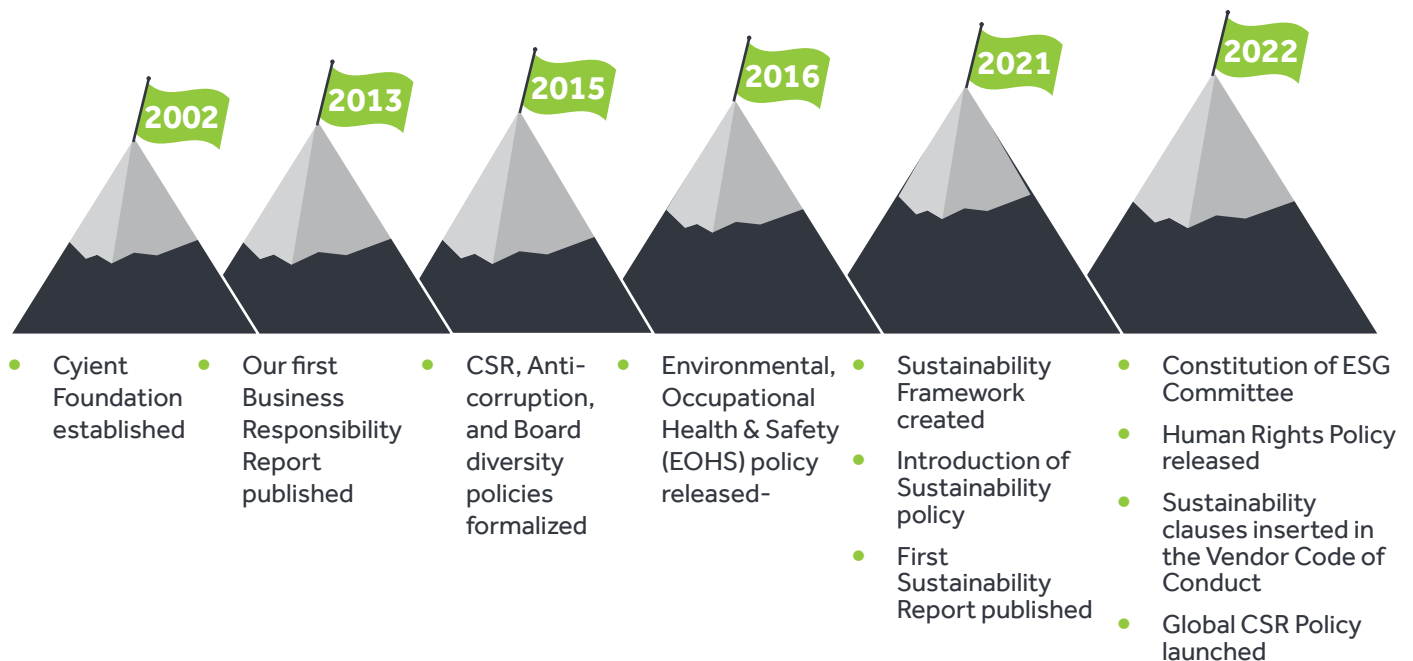 2002
2013
2015
2016
2021
2022
Cyient
Foundation
established
Our first
Business
Responsibility
Report
published
CSR, Anti-
corruption,
and Board
diversity
policies
formalized
Environmental,
Occupational
Health & Safety
(EOHS) policy
released-
Sustainability
Framework
created
Introduction of
Sustainability
policy
First
Sustainability
Report published
Constitution of ESG
Committee
Human Rights Policy
released
Sustainability
clauses inserted in
the Vendor Code of
Conduct
Global CSR Policy
launched